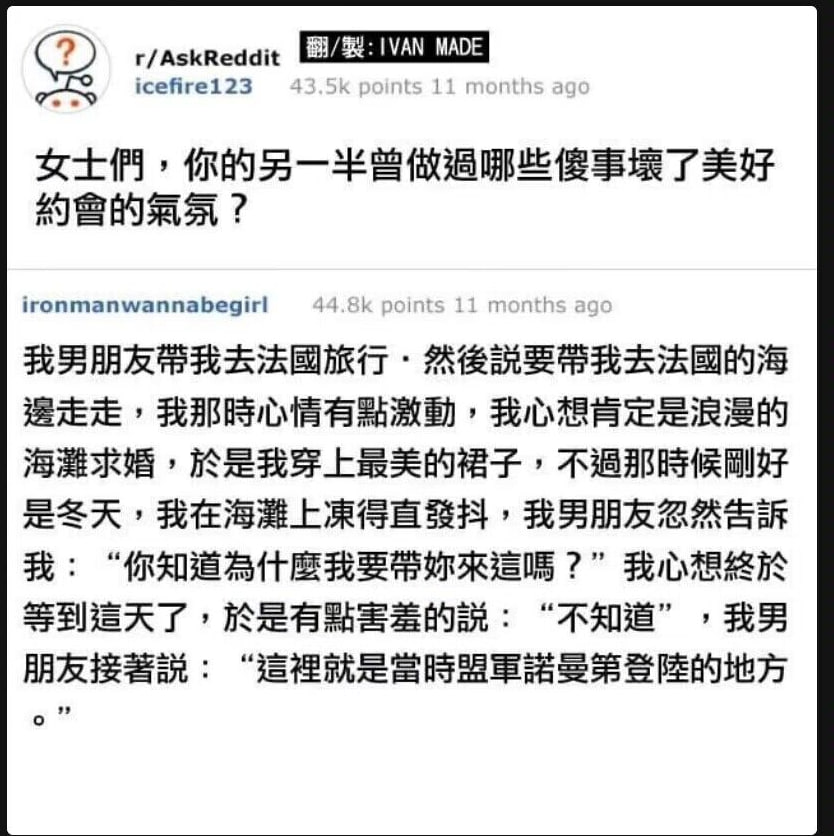 r/AskReddit 翻/製:IVAN MADE
icefire123 43.5k points 11 months ago
女士們，你的另一半曾做過哪些傻事壞了美好
約會的氣氛？
ironmanwannabegirl 44.8k points 11 months ago
我男朋友帶我去法國旅行．然後説要帶我去法國的海
邊走走，我那時心情有點激動，我心想肯定是浪漫的
海灘求婚，於是我穿上最美的裙子，不過那時候剛好
是冬天，我在海灘上凍得直發抖，我男朋友忽然告訴
我：“你知道為什麼我要帶妳來這嗎？”我心想終於
等到這天了，於是有點害羞的説：“不知道”，我男
朋友接著説：“這裡就是當時盟軍諾曼第登陸的地方
。”